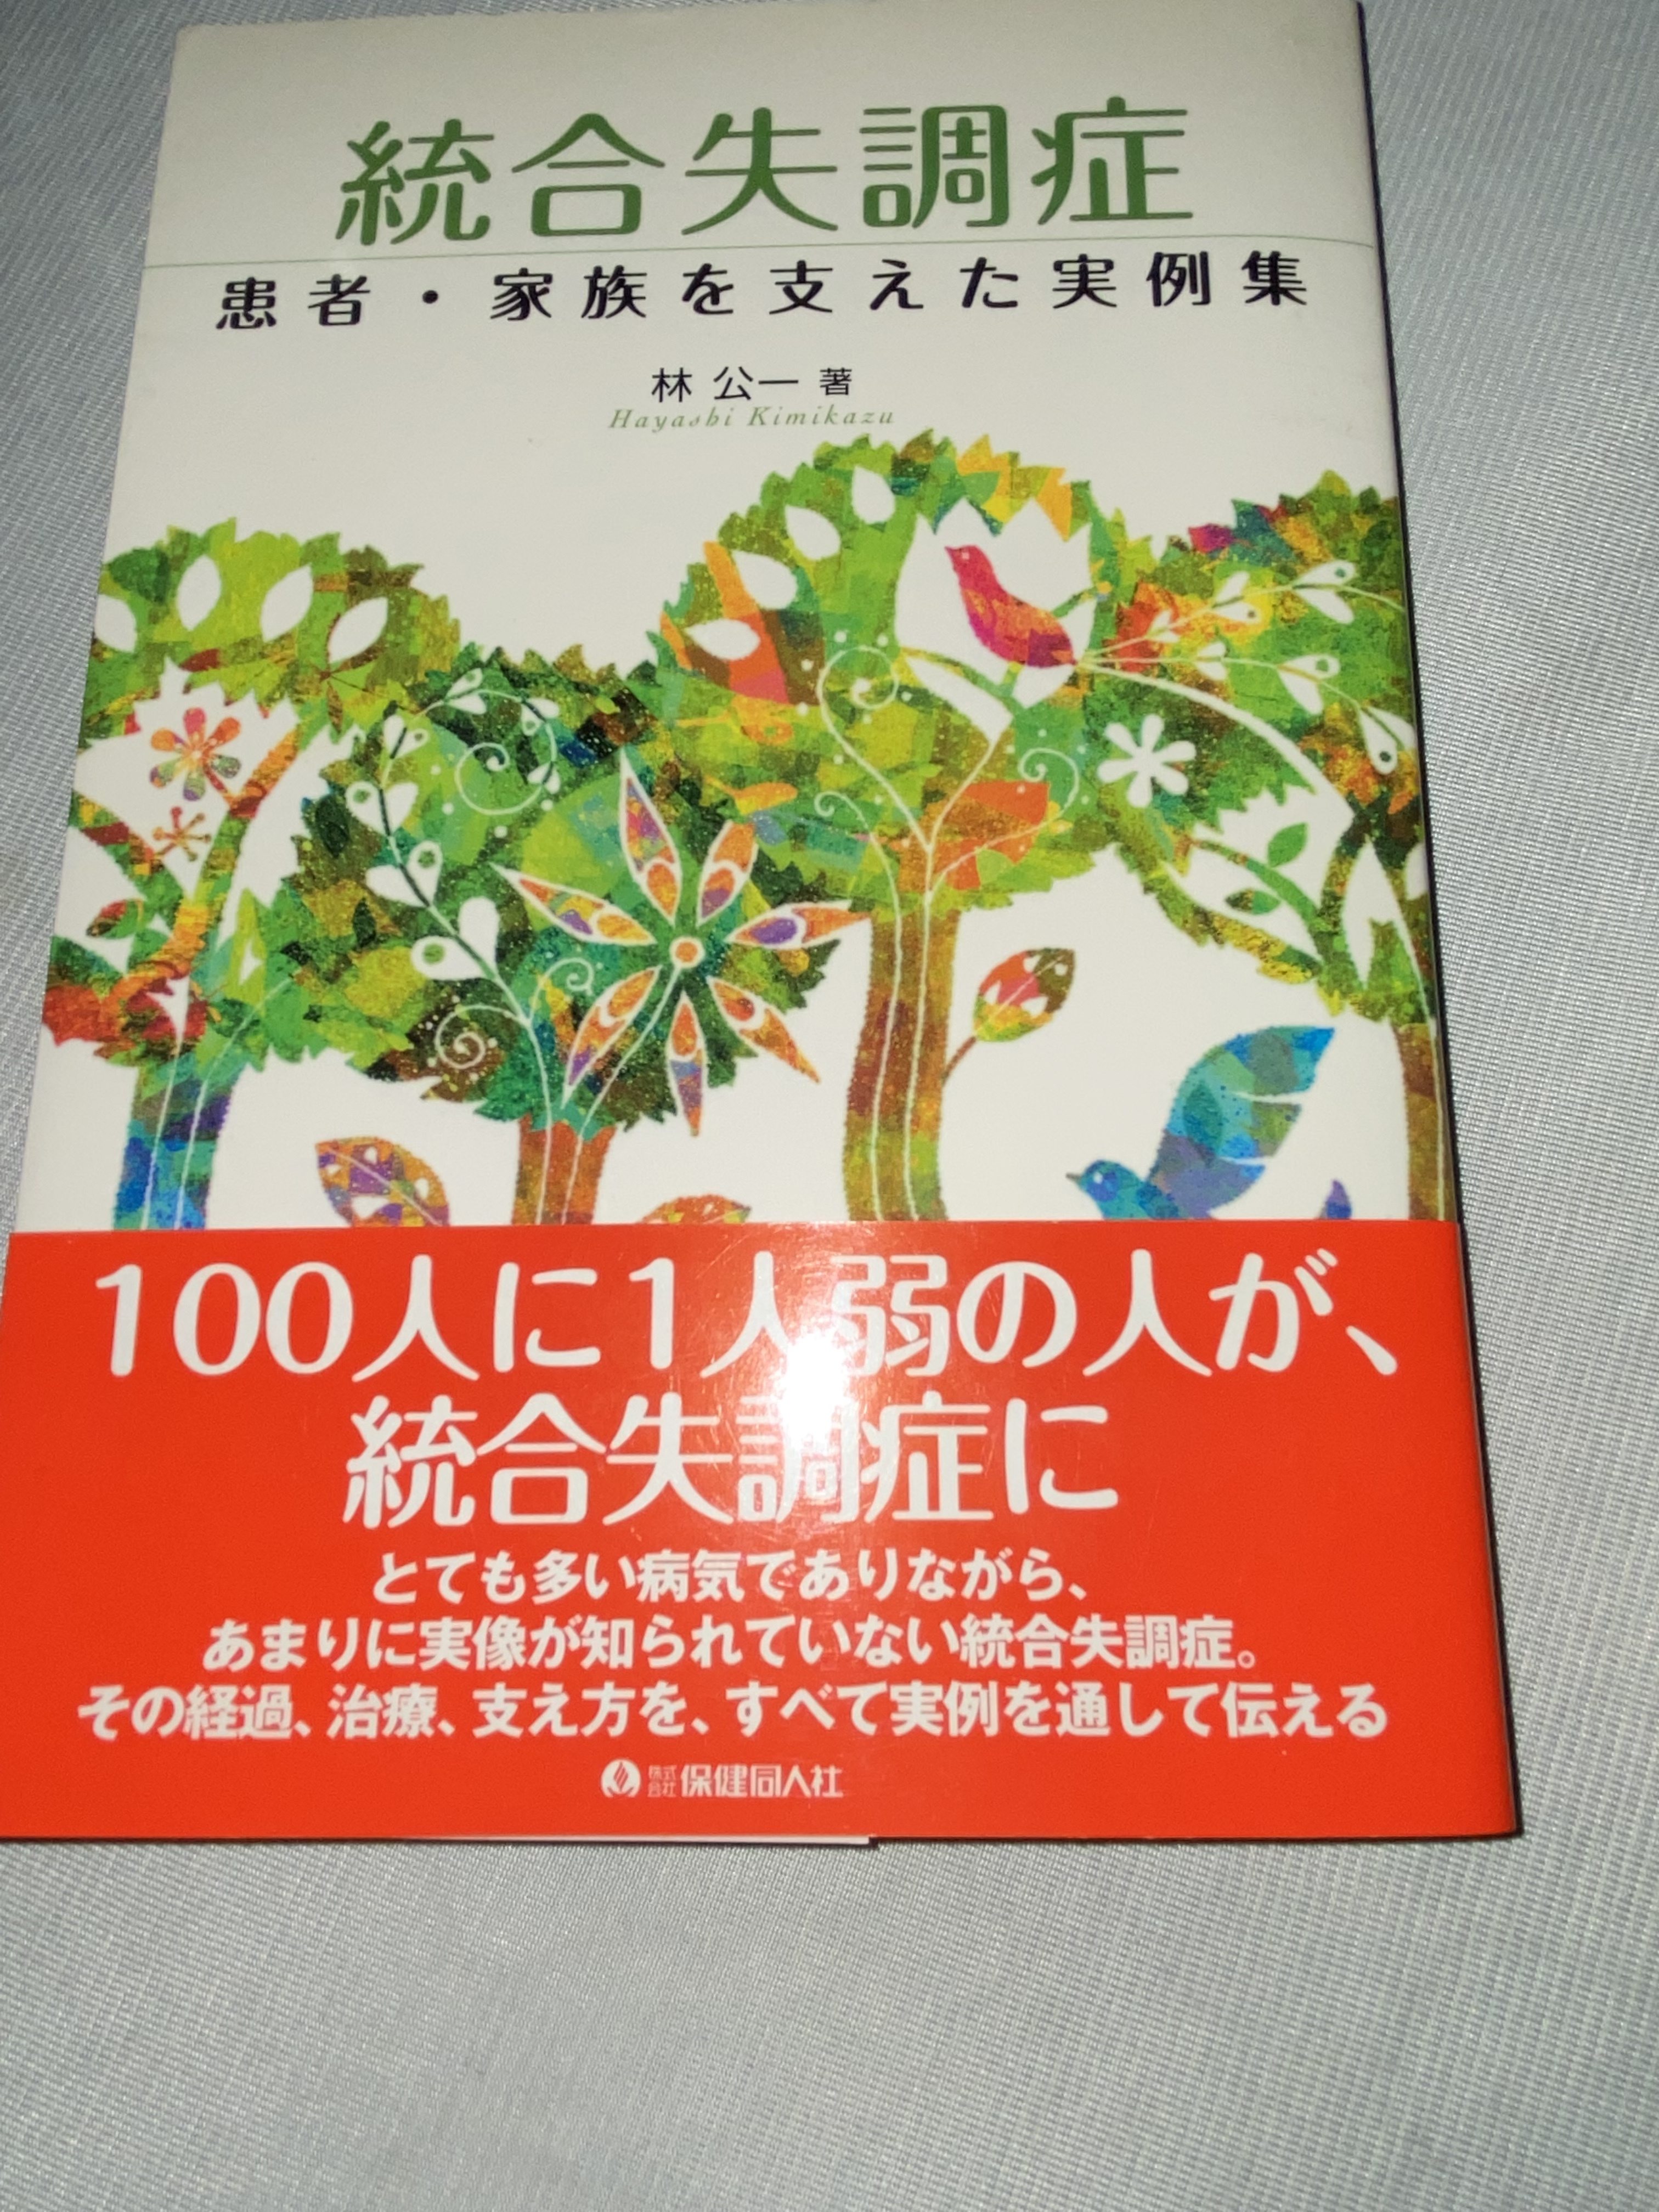 統合失調症
患者・家族を支えた実例集
林 公一 著
Hayashi Kimikazu
100人に1人弱の人が、
統合失調症に
とても多い病気でありながら、
あまりに実像が知られていない統合失調症。
その経過、治療、支え方を、すべて実例を通して伝える
株式会社 保健同人社